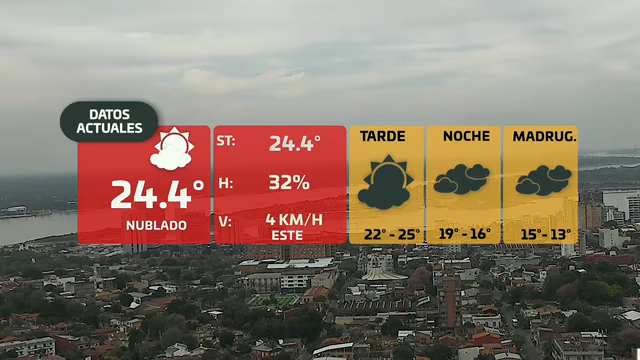 DATOS
ACTUALES
24.4°
NUBLADO
ST: 24.4°
H: 32%
V: 4 KM/H
ESTE
TARDE
22° - 25°
NOCHE
19° - 16°
MADRUG.
15° - 13°